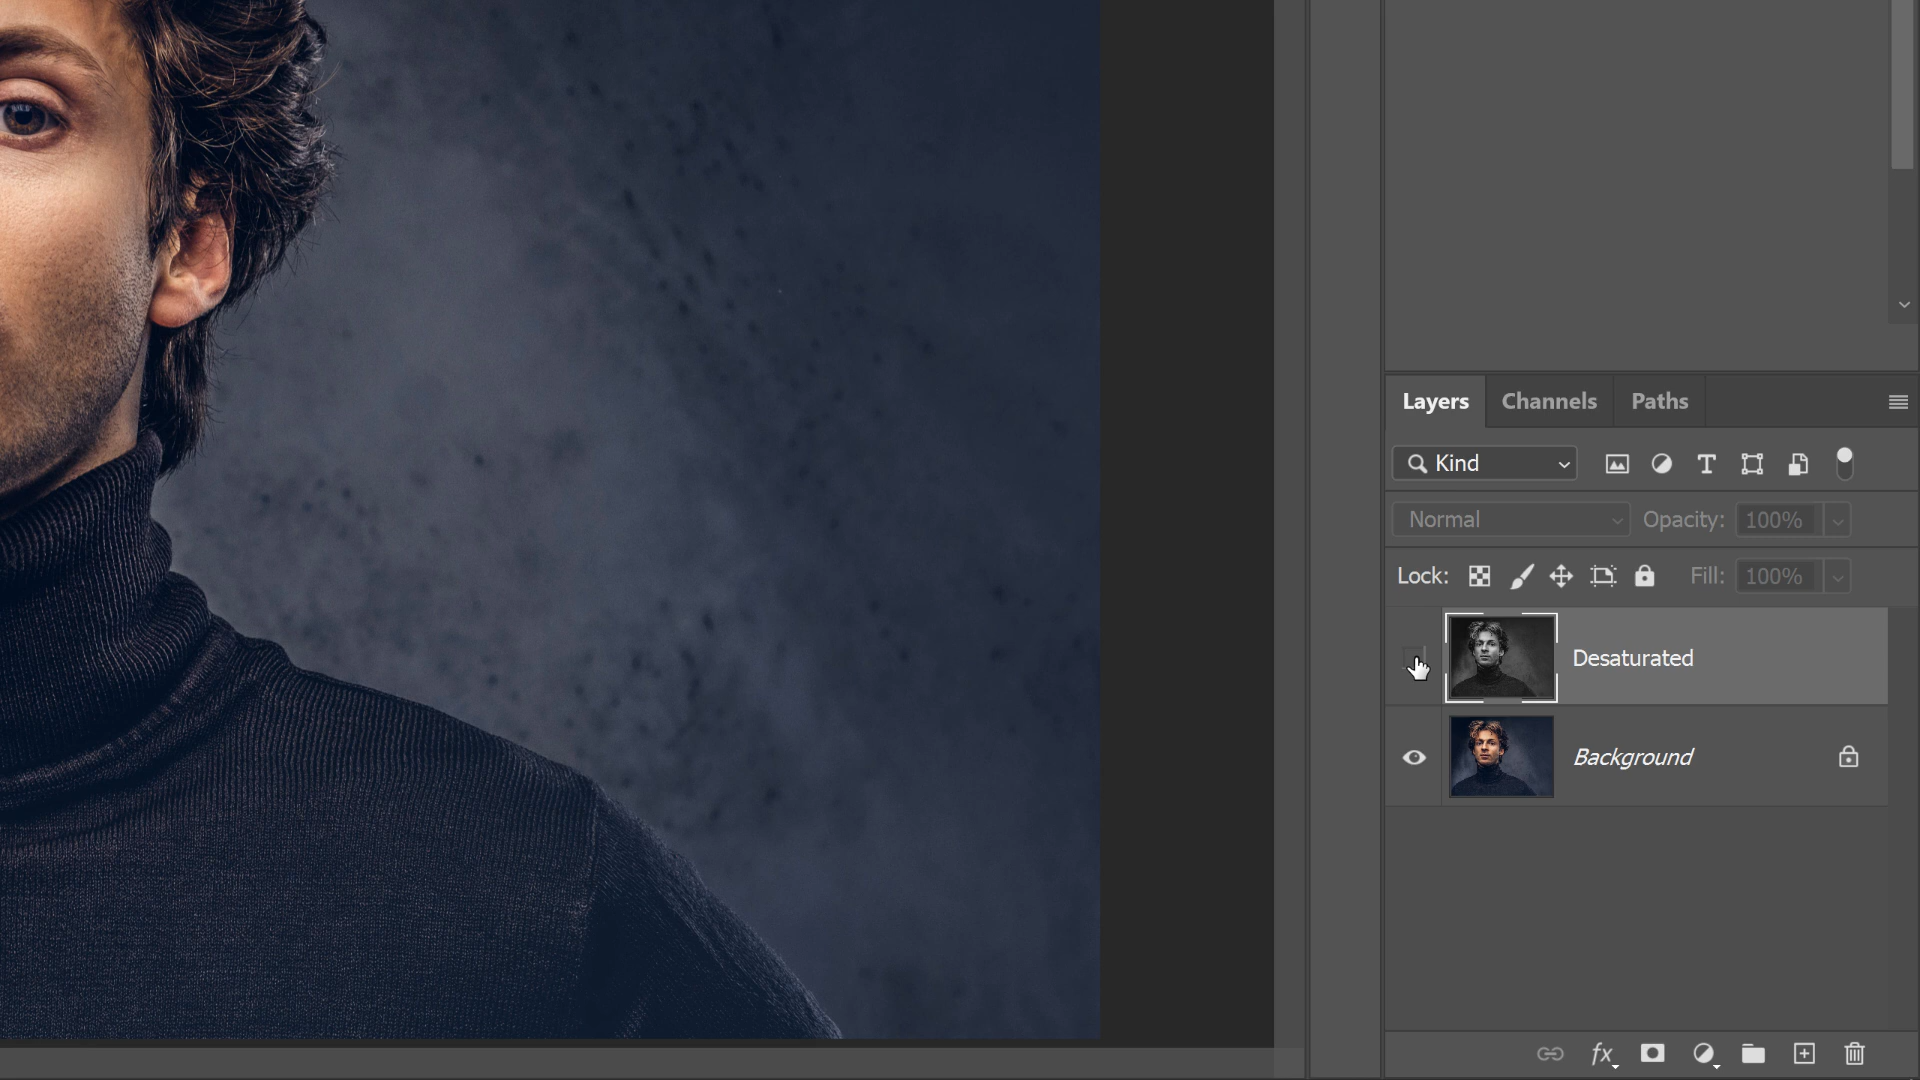 Layers Channels Paths
Kind
Normal Opacity: 100%
Lock: Fill: 100%
Desaturated
Background
fx